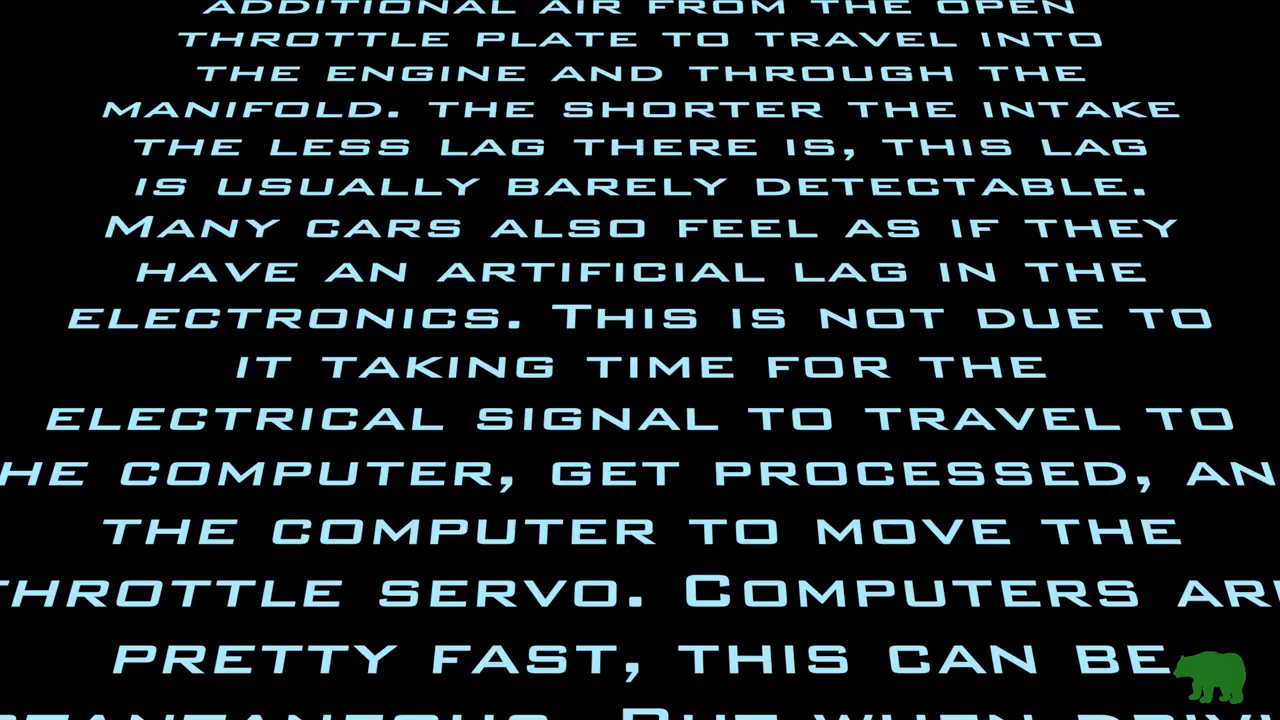 ADDITIONAL AIR FROM THE OPEN
THROTTLE PLATE TO TRAVEL INTO
THE ENGINE AND THROUGH THE
MANIFOLD. THE SHORTER THE INTAKE
THE LESS LAG THERE IS, THIS LAG
IS USUALLY BARELY DETECTABLE.
MANY CARS ALSO FEEL AS IF THEY
HAVE AN ARTIFICIAL LAG IN THE
ELECTRONICS. THIS IS NOT DUE TO
IT TAKING TIME FOR THE
ELECTRICAL SIGNAL TO TRAVEL TO
HE COMPUTER, GET PROCESSED, AN
THE COMPUTER TO MOVE THE
THROTTLE SERVO. COMPUTERS ARE
PRETTY FAST, THIS CAN BE
BUT WHEN